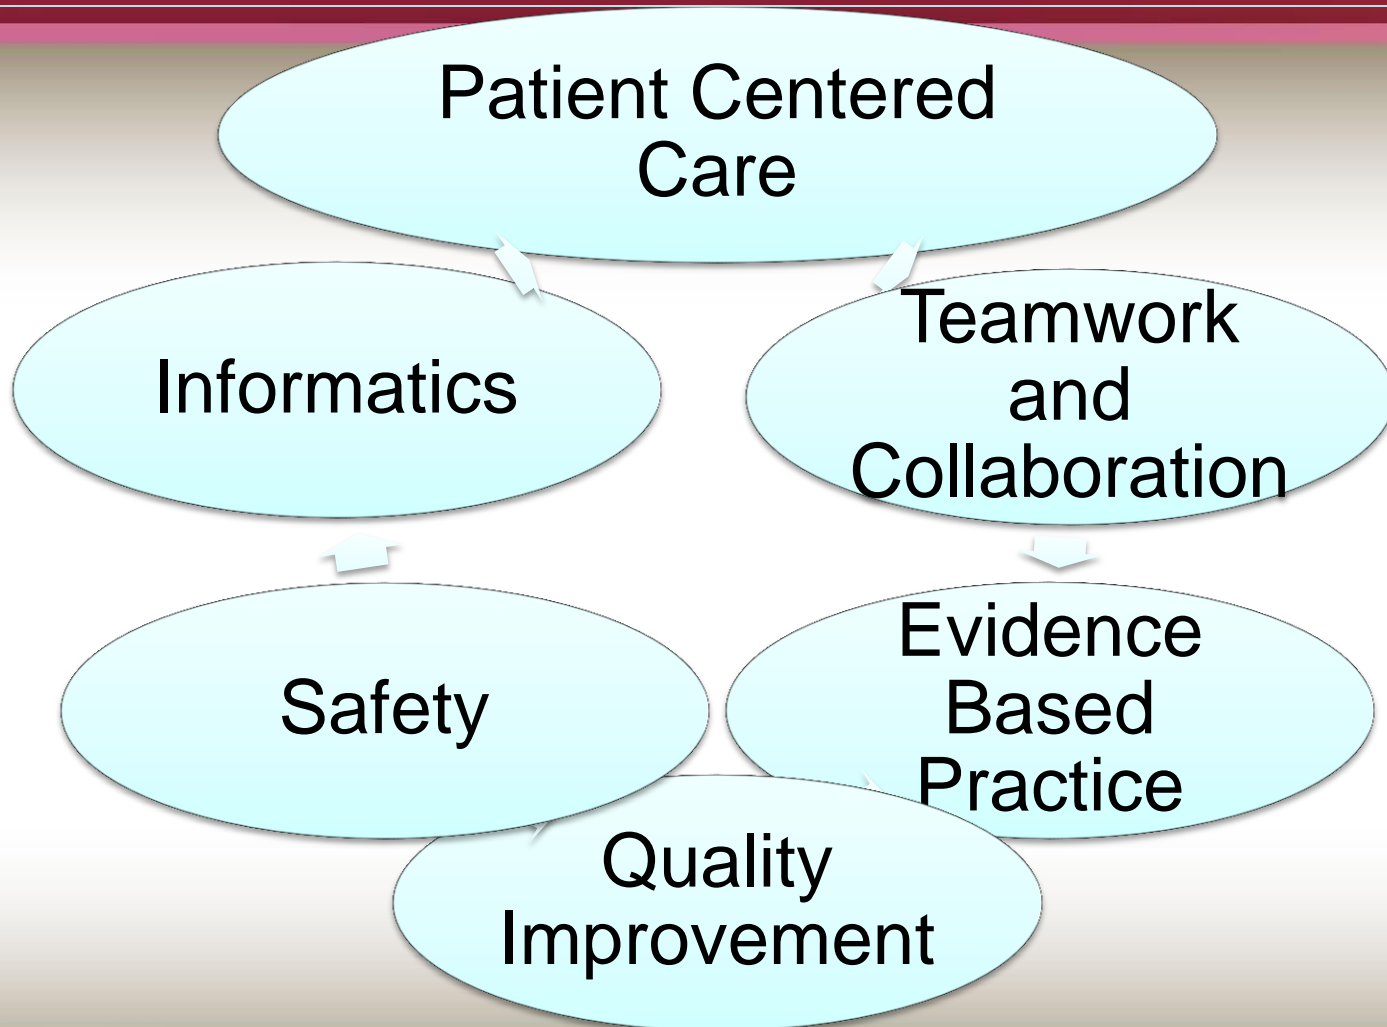 Patient Centered
Care
Teamwork
and
Collaboration
Evidence
Based
Practice
Quality
Improvement
Safety
Informatics